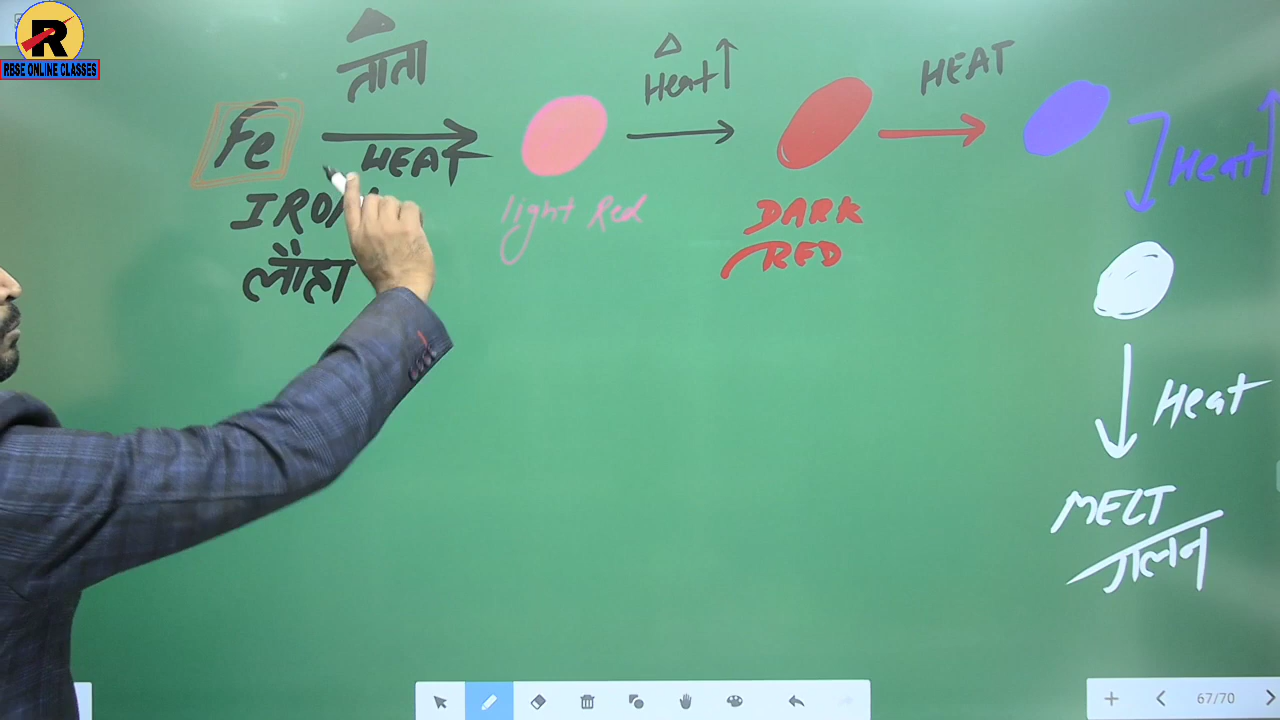 R
RBSE ONLINE CLASSES
Δ
ताता
Fe
HEAT
IRON
लौहा
light Red
Δ
Heat ↑
DARK
RED
HEAT
Heat ↑
Heat
MELT
गलन
67/70